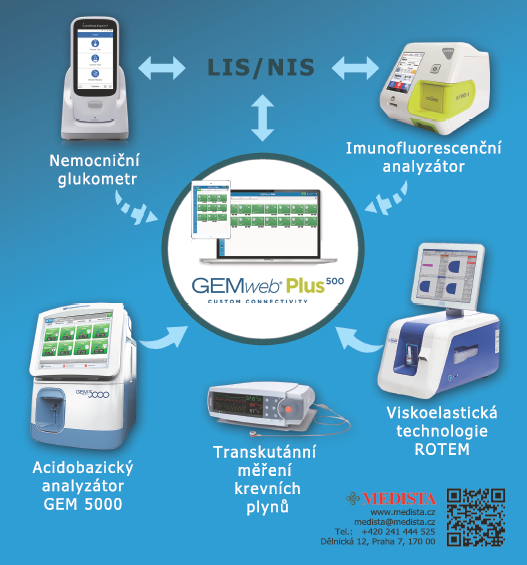 LIS/NIS
Nemocniční
glukometr
Imunofluorescenční
analyzátor
GEMweb® Plus 500
CUSTOM CONNECTIVITY
GEM 5000
Acidobazický
analyzátor
GEM 5000
Transkutánní
měření
krevních
plynů
Viskoelastická
technologie
ROTEM
MEDISTA
www.medista.cz
medista@medista.cz
Tel.: +420 241 444 525
Dělnická 12, Praha 7, 170 00